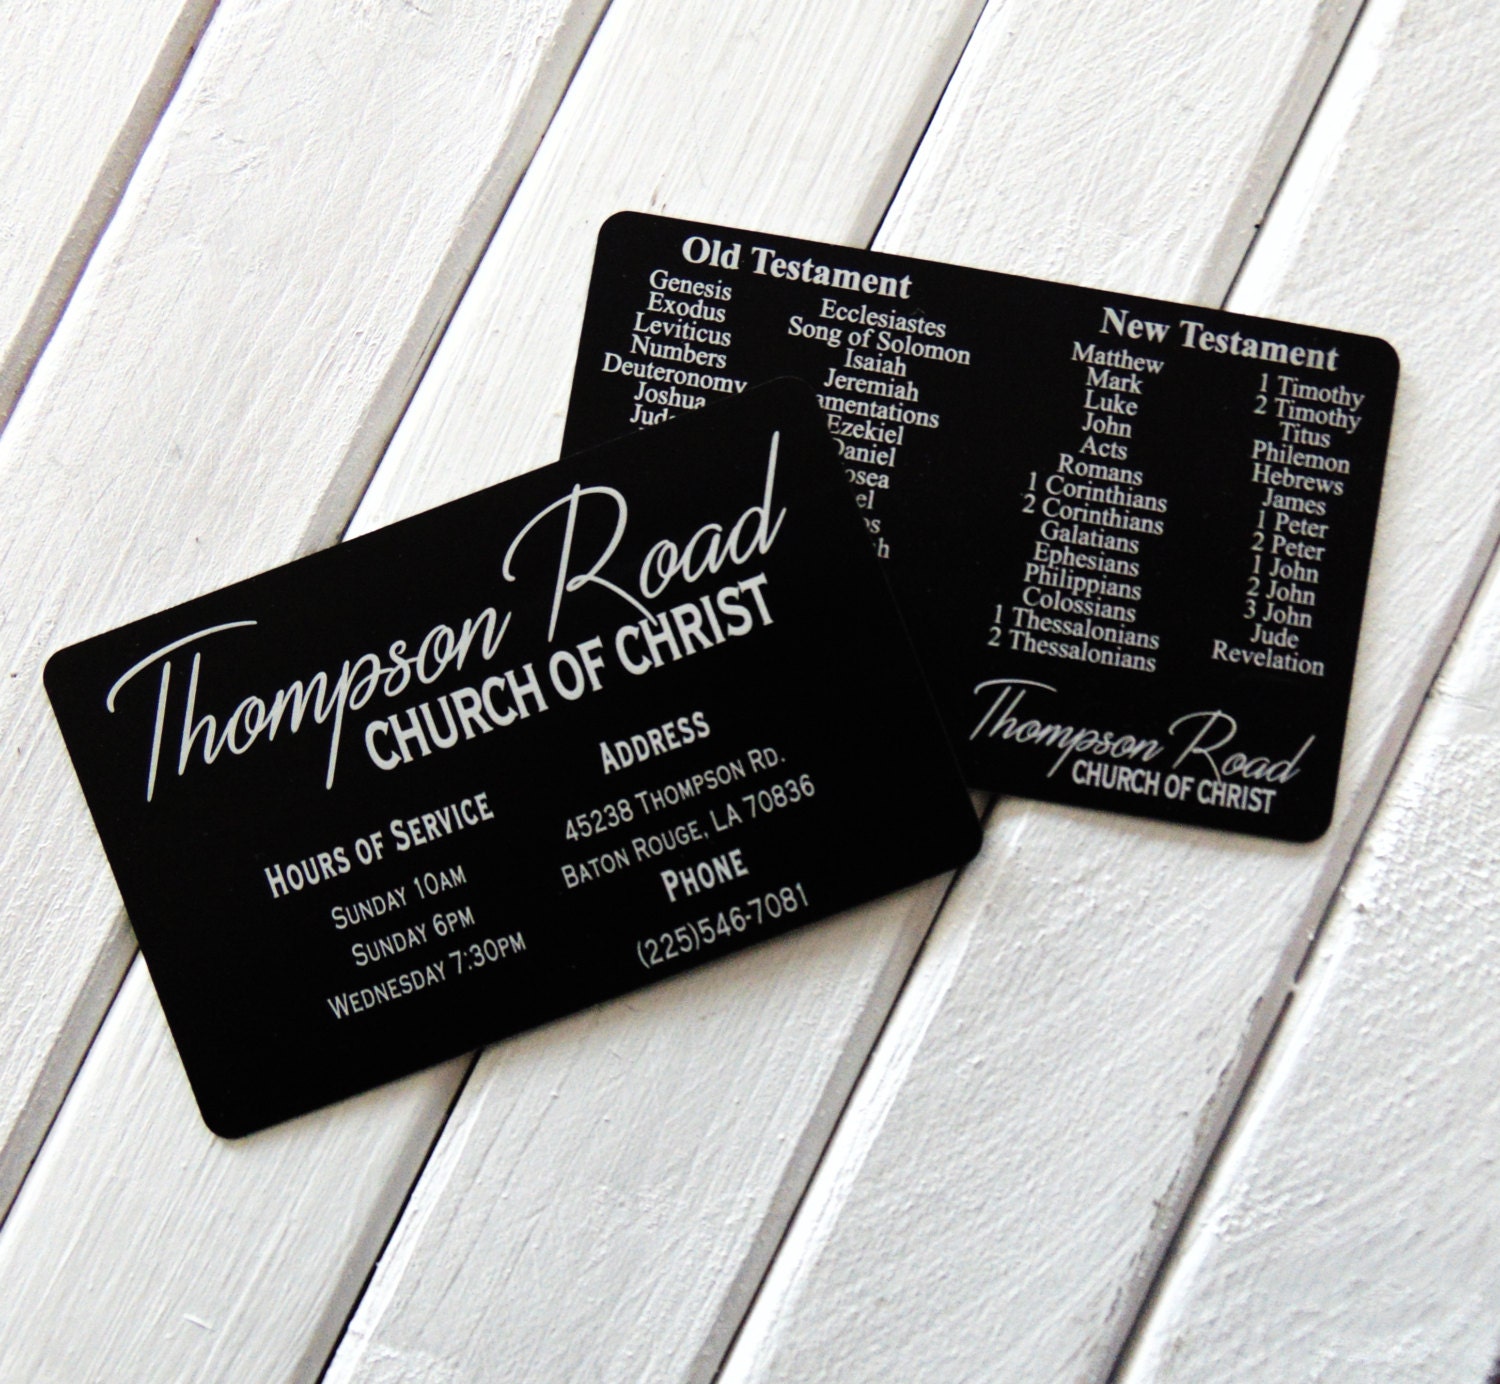 Thompson Road
CHURCH OF CHRIST
HOURS OF SERVICE
SUNDAY 10AM
SUNDAY 6PM
WEDNESDAY 7:30PM
ADDRESS
45238 THOMPSON RD.
BATON ROUGE, LA 70836
PHONE
(225)546-7081
Old Testament
Genesis
Exodus
Leviticus
Numbers
Deuteronomy
Joshua
Ecclesiastes
Song of Solomon
Isaiah
Jeremiah
amentations
Ezekiel
Daniel
osea
el
h
New Testament
Matthew
Mark
Luke
John
Acts
Romans
1 Corinthians
2 Corinthians
Galatians
Ephesians
Philippians
Colossians
1 Thessalonians
2 Thessalonians
1 Timothy
2 Timothy
Titus
Philemon
Hebrews
James
1 Peter
2 Peter
1 John
2 John
3 John
Jude
Revelation
Thompson Road
CHURCH OF CHRIST